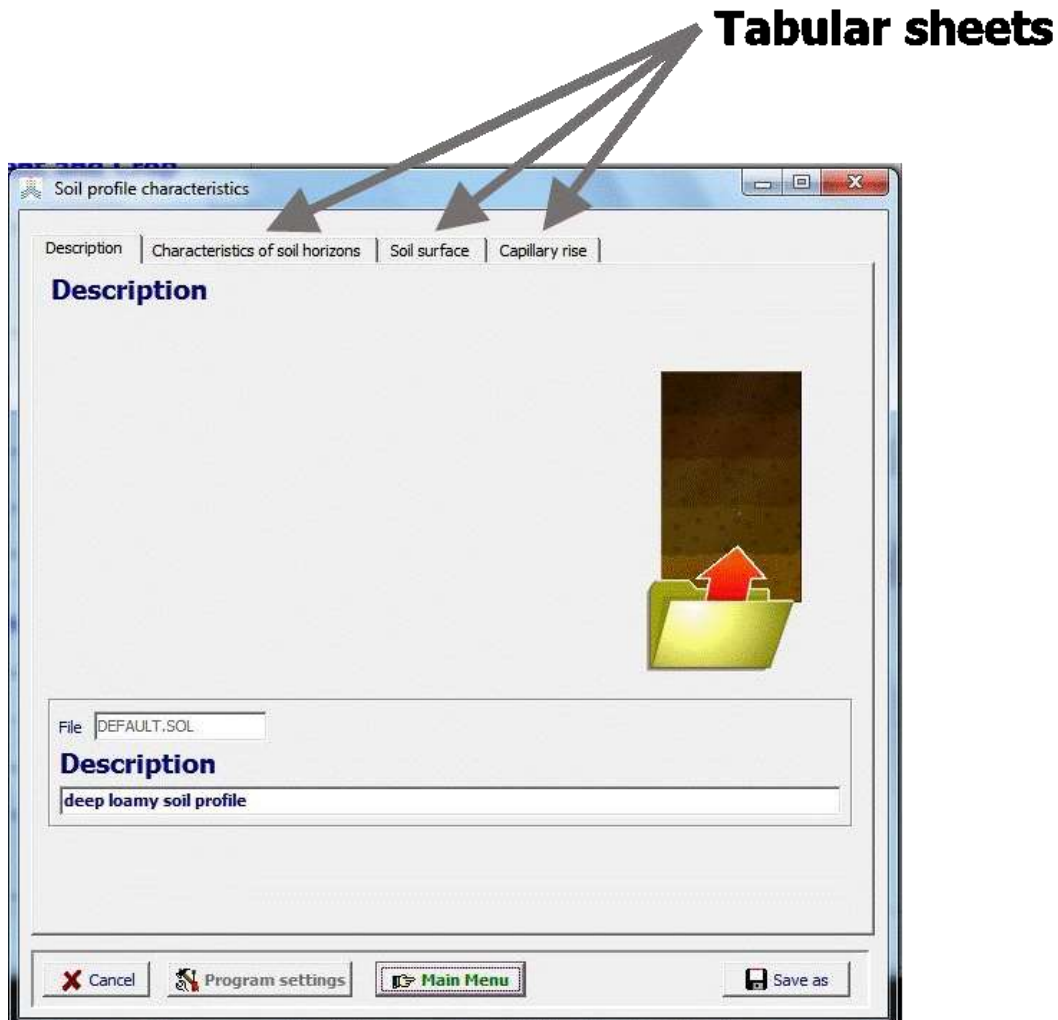 Tabular sheets
Soil profile characteristics
Description Characteristics of soil horizons Soil surface Capillary rise
Description
File DEFAULT.SOL
Description
deep loamy soil profile
Cancel Program settings Main Menu Save as